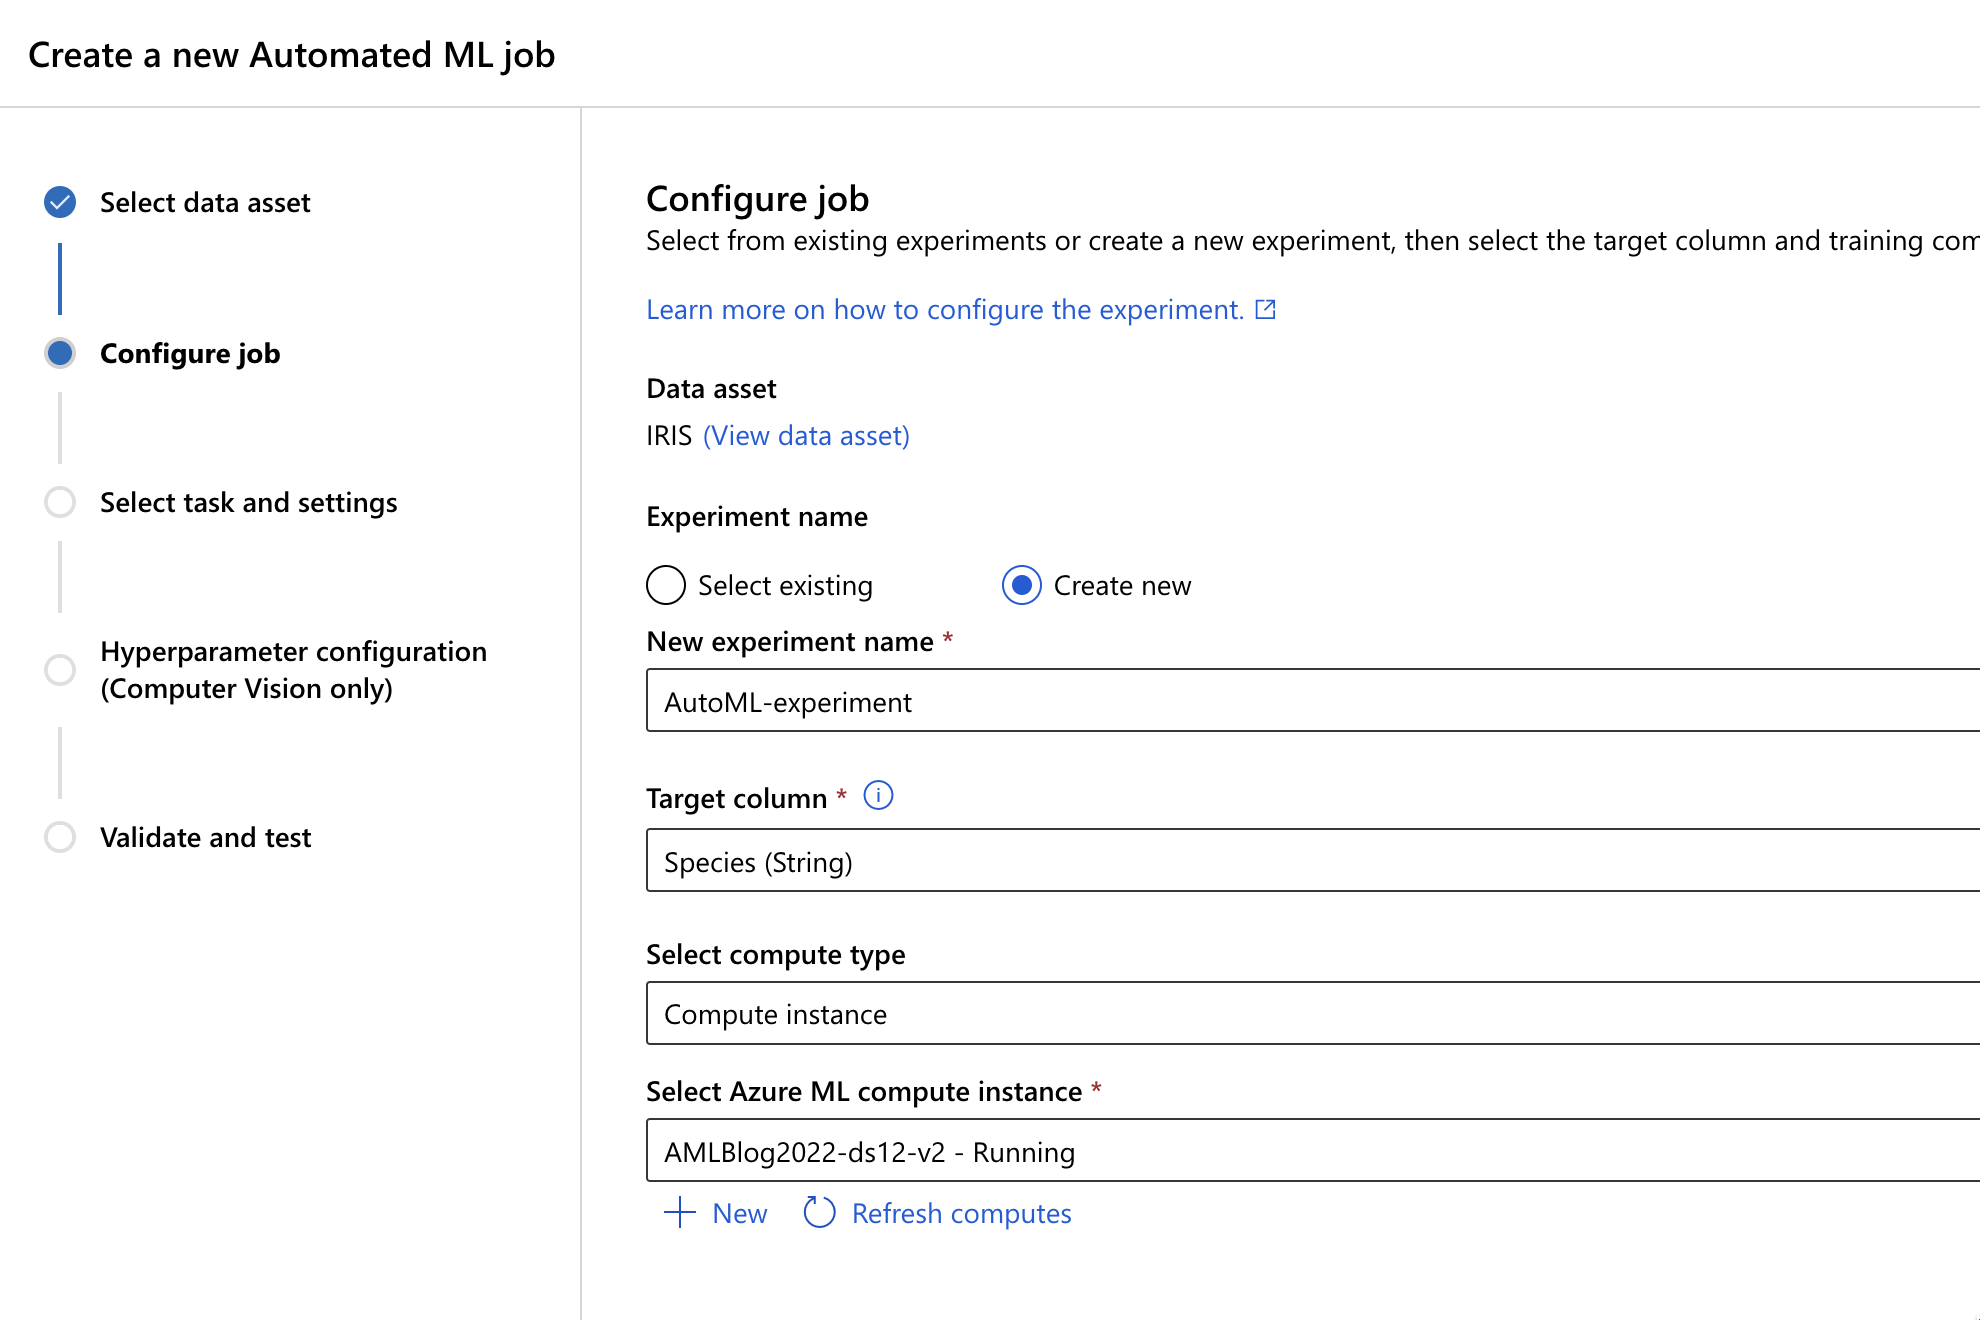 Create a new Automated ML job
Select data asset
Configure job
Select task and settings
Hyperparameter configuration
(Computer Vision only)
Validate and test
Configure job
Select from existing experiments or create a new experiment, then select the target column and training
Learn more on how to configure the experiment.
Data asset
IRIS (View data asset)
Experiment name
Select existing Create new
New experiment name *
AutoML-experiment
Target column *
Species (String)
Select compute type
Compute instance
Select Azure ML compute instance *
AMLBlog2022-ds12-v2 - Running
New Refresh computes